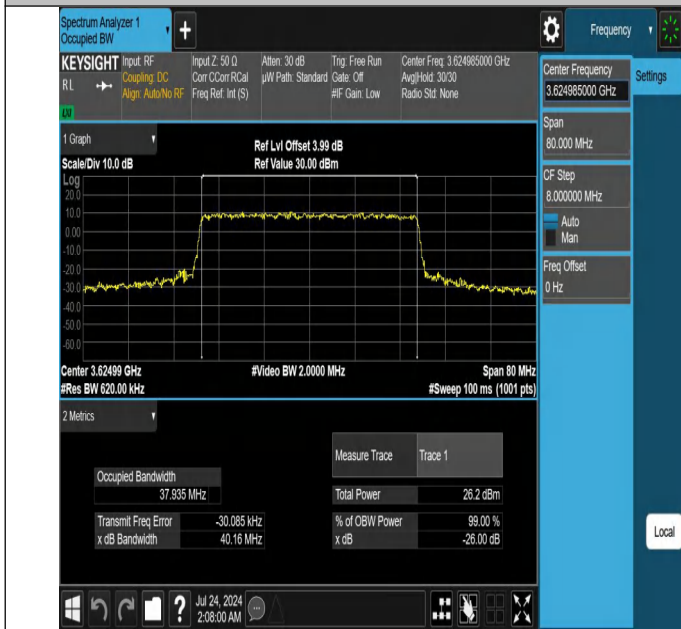 Spectrum Analyzer 1
Occupied BW
+
Frequency
KEYSIGHT
RL
Input: RF
Coupling: DC
Align: Auto/No RF
Input Z: 50 Ω
Corr CCorr RCal
Freq Ref: Int (S)
Atten: 30 dB
µW Path: Standard
Trig: Free Run
Gate: Off
#IF Gain: Low
Center Freq: 3.624985000 GHz
Avg|Hold: 30/30
Radio Std: None
Center Frequency
3.624985000 GHz
Settings
Span
80.000 MHz
CF Step
8.000000 MHz
Auto
Man
Freq Offset
0 Hz
1 Graph
Scale/Div 10.0 dB
Ref Lvl Offset 3.99 dB
Ref Value 30.00 dBm
Log
20.0
10.0
0.00
-10.0
-20.0
-30.0
-40.0
-50.0
-60.0
Center 3.62499 GHz
#Video BW 2.0000 MHz
Span 80 MHz
#Res BW 620.00 kHz
#Sweep 100 ms (1001 pts)
2 Metrics
Measure Trace
Trace 1
Occupied Bandwidth
37.935 MHz
Total Power
26.2 dBm
Transmit Freq Error
-30.085 kHz
% of OBW Power
99.00 %
x dB Bandwidth
40.16 MHz
x dB
-26.00 dB
Local
?
Jul 24, 2024
2:08:00 AM